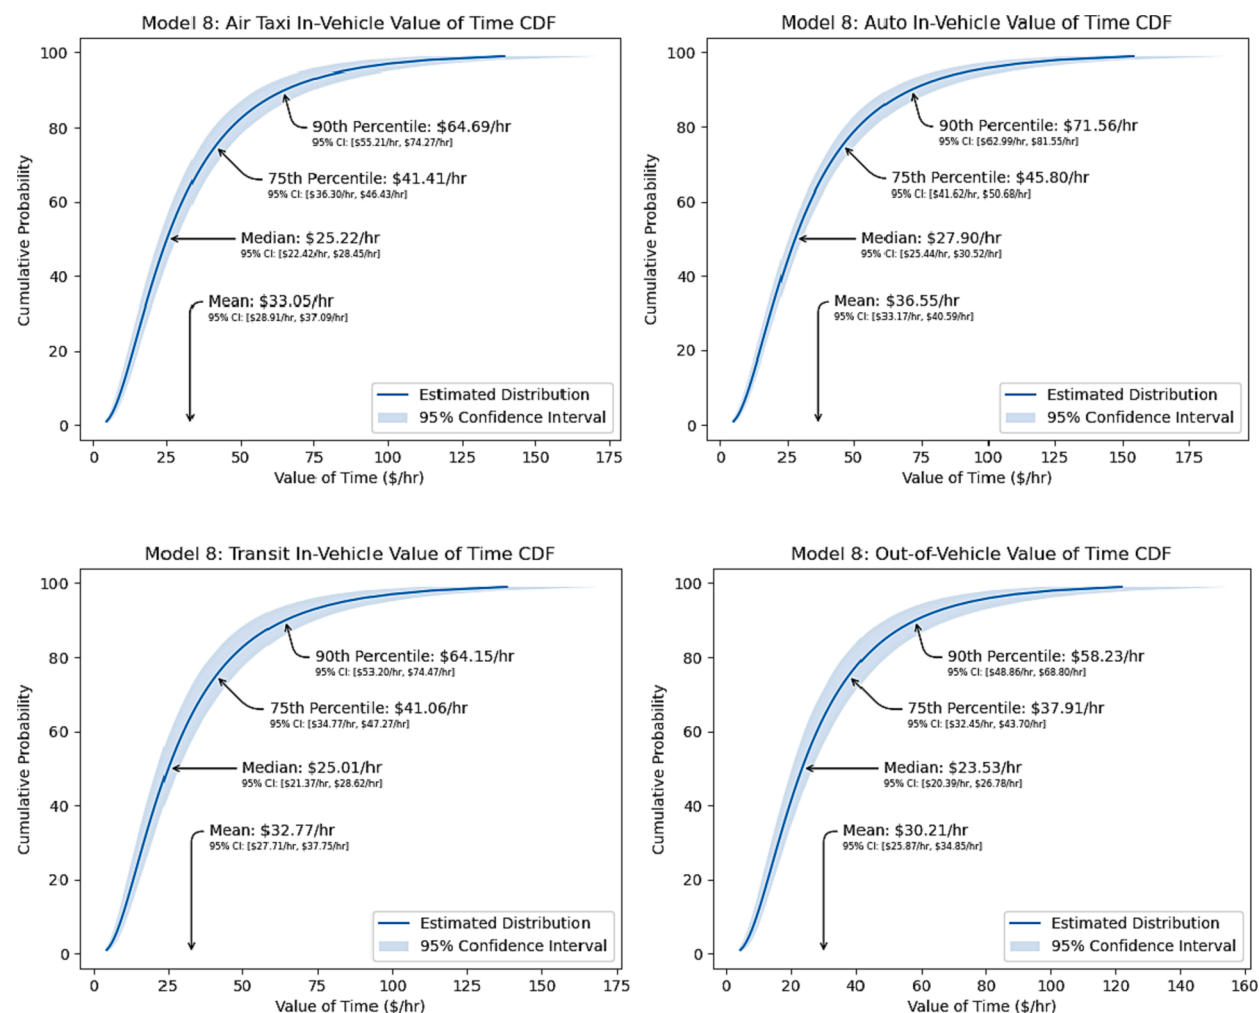 Model 8: Air Taxi In-Vehicle Value of Time CDF
Cumulative Probability
100
80
60
40
20
0
90th Percentile: $64.69/hr
95% CI: [$55.21/hr, $74.27/hr]
75th Percentile: $41.41/hr
95% CI: [$36.30/hr, $46.43/hr]
Median: $25.22/hr
95% CI: [$22.42/hr, $28.45/hr]
Mean: $33.05/hr
95% CI: [$28.91/hr, $37.09/hr]
Estimated Distribution
95% Confidence Interval
0 25 50 75 100 125 150 175
Value of Time ($/hr)
Model 8: Auto In-Vehicle Value of Time CDF
Cumulative Probability
100
80
60
40
20
0
90th Percentile: $71.56/hr
95% CI: [$62.99/hr, $81.55/hr]
75th Percentile: $45.80/hr
95% CI: [$41.62/hr, $50.68/hr]
Median: $27.90/hr
95% CI: [$25.44/hr, $30.52/hr]
Mean: $36.55/hr
95% CI: [$33.17/hr, $40.59/hr]
Estimated Distribution
95% Confidence Interval
0 25 50 75 100 125 150 175
Value of Time ($/hr)
Model 8: Transit In-Vehicle Value of Time CDF
Cumulative Probability
100
80
60
40
20
0
90th Percentile: $64.15/hr
95% CI: [$53.20/hr, $74.47/hr]
75th Percentile: $41.06/hr
95% CI: [$34.77/hr, $47.27/hr]
Median: $25.01/hr
95% CI: [$21.37/hr, $28.62/hr]
Mean: $32.77/hr
95% CI: [$27.71/hr, $37.75/hr]
Estimated Distribution
95% Confidence Interval
0 25 50 75 100 125 150 175
Value of Time ($/hr)
Model 8: Out-of-Vehicle Value of Time CDF
Cumulative Probability
100
80
60
40
20
0
90th Percentile: $58.23/hr
95% CI: [$48.86/hr, $68.80/hr]
75th Percentile: $37.91/hr
95% CI: [$32.45/hr, $43.70/hr]
Median: $23.53/hr
95% CI: [$20.39/hr, $26.78/hr]
Mean: $30.21/hr
95% CI: [$25.87/hr, $34.85/hr]
Estimated Distribution
95% Confidence Interval
0 20 40 60 80 100 120 140 160
Value of Time ($/hr)